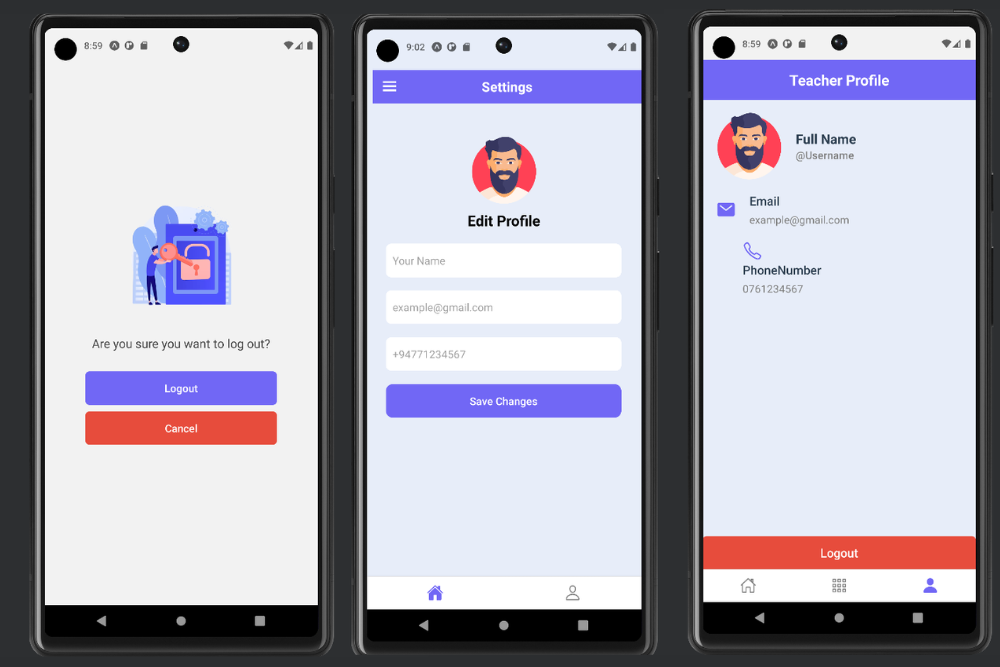 8:59
Are you sure you want to log out?
Logout
Cancel
9:02
Settings
Edit Profile
Your Name
example@gmail.com
+94771234567
Save Changes
8:59
Teacher Profile
Full Name
@Username
Email
example@gmail.com
PhoneNumber
0761234567
Logout